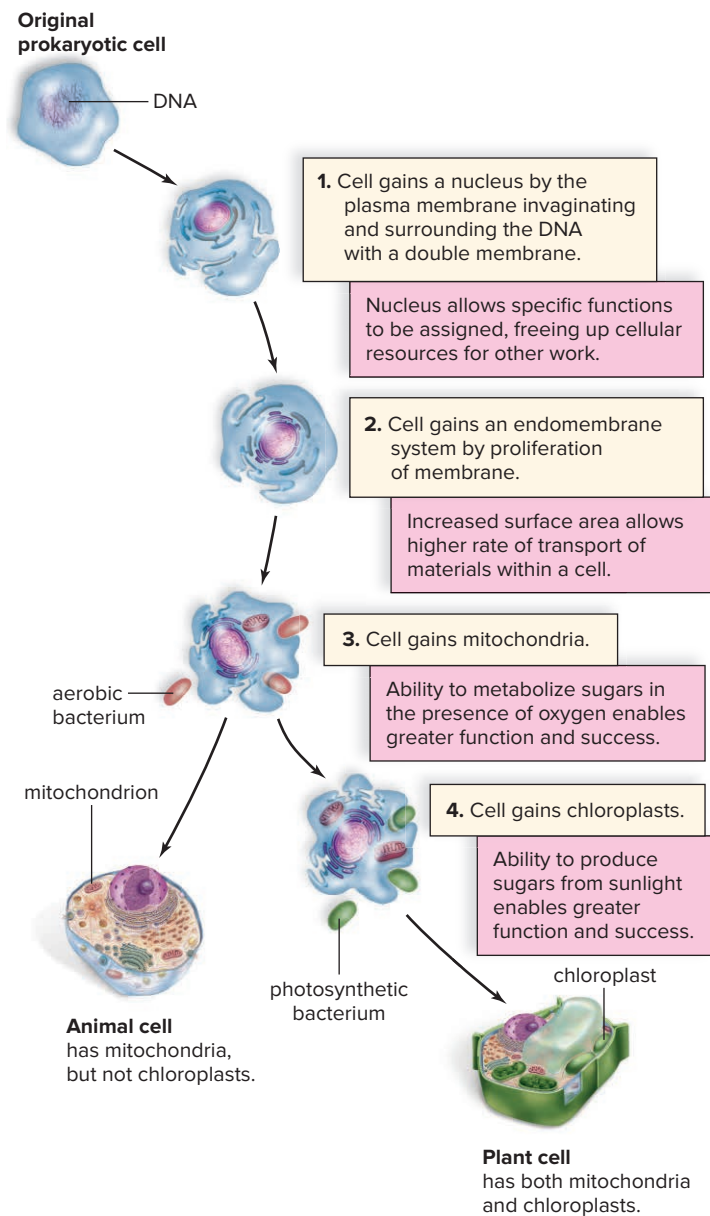 Original
prokaryotic cell
DNA
1. Cell gains a nucleus by the
plasma membrane invaginating
and surrounding the DNA
with a double membrane.
Nucleus allows specific functions
to be assigned, freeing up cellular
resources for other work.
2. Cell gains an endomembrane
system by proliferation
of membrane.
Increased surface area allows
higher rate of transport of
materials within a cell.
3. Cell gains mitochondria.
Ability to metabolize sugars in
the presence of oxygen enables
greater function and success.
aerobic
bacterium
mitochondrion
4. Cell gains chloroplasts.
Ability to produce
sugars from sunlight
enables greater
function and success.
photosynthetic
bacterium
chloroplast
Animal cell
has mitochondria,
but not chloroplasts.
Plant cell
has both mitochondria
and chloroplasts.